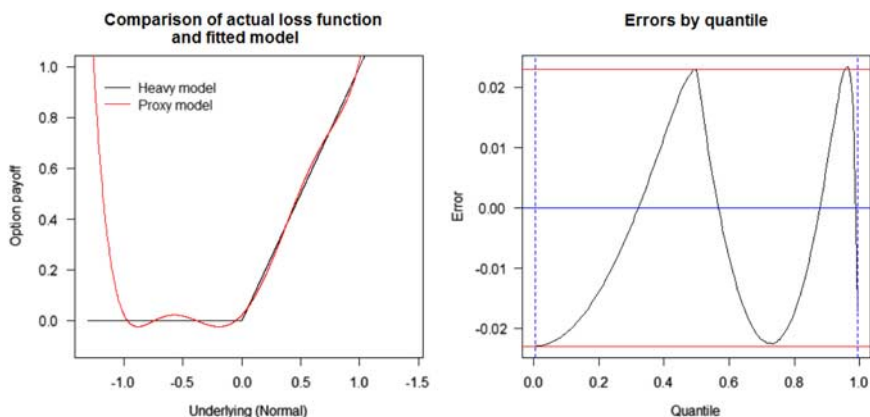 Comparison of actual loss function
and fitted model
1.0
0.8
0.6
0.4
0.2
0.0
Option payoff
Heavy model
Proxy model
-1.0
-0.5
0.0
0.5
1.0
-1.5
Underlying (Normal)
Errors by quantile
0.02
0.01
0.00
-0.01
-0.02
Error
0.0
0.2
0.4
0.6
0.8
1.0
Quantile